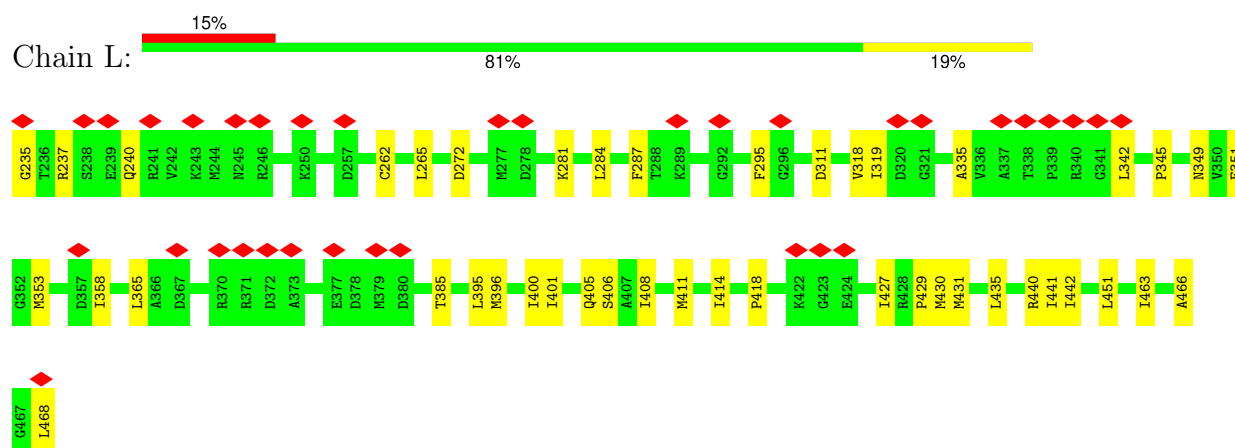 15%
Chain L:
81% 19%
G235 T236 R237 S238 E239 Q240 R241 V242 K243 M244 N245 R246 K250 D257 C262 L265 D272 M277 D278 K281 L284 F287 T288 K289 G292 F295 G296 D311 V318 I319 D320 G321 A335 V336 A337 T338 P339 R340 G341 L342 P345 N349 V350
G352 M353 D357 I358 L365 A366 D367 R370 R371 D372 A373 E377 D378 M379 D380 T385 L395 M396 I400 I401 Q405 S406 A407 I408 M411 I414 P418 K422 G423 E424 I427 R428 P429 M430 M431 L435 R440 I441 I442 L451 I463 A466
G467 L468